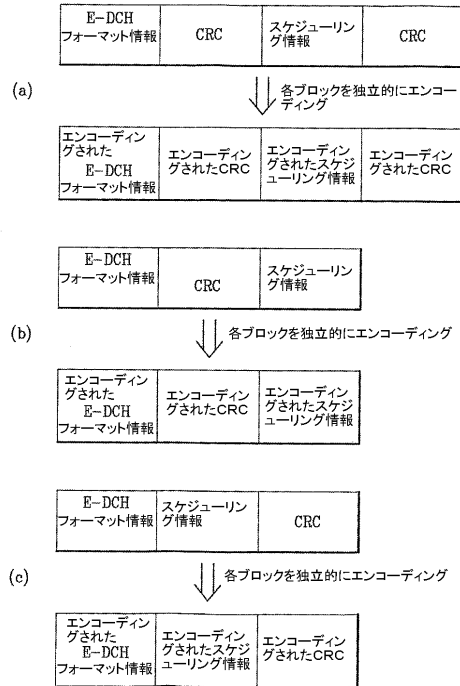 E-DCH
フォーマット情報
CRC
スケジューリン
グ情報
CRC
(a)
各ブロックを独立的にエンコー
ディング
エンコーディン
グされた
E-DCH
フォーマット情報
エンコーディン
グされたCRC
エンコーディン
グされたスケジ
ューリング情報
エンコーディン
グされたCRC
E-DCH
フォーマット情報
CRC
スケジューリン
グ情報
(b)
各ブロックを独立的にエンコーディング
エンコーディン
グされた
E-DCH
フォーマット情報
エンコーディン
グされたCRC
エンコーディン
グされたスケジ
ューリング情報
E-DCH
フォーマット情報
スケジューリン
グ情報
CRC
(c)
各ブロックを独立的にエンコーディング
エンコーディン
グされた
E-DCH
フォーマット情報
エンコーディン
グされたスケジ
ューリング情報
エンコーディン
グされたCRC